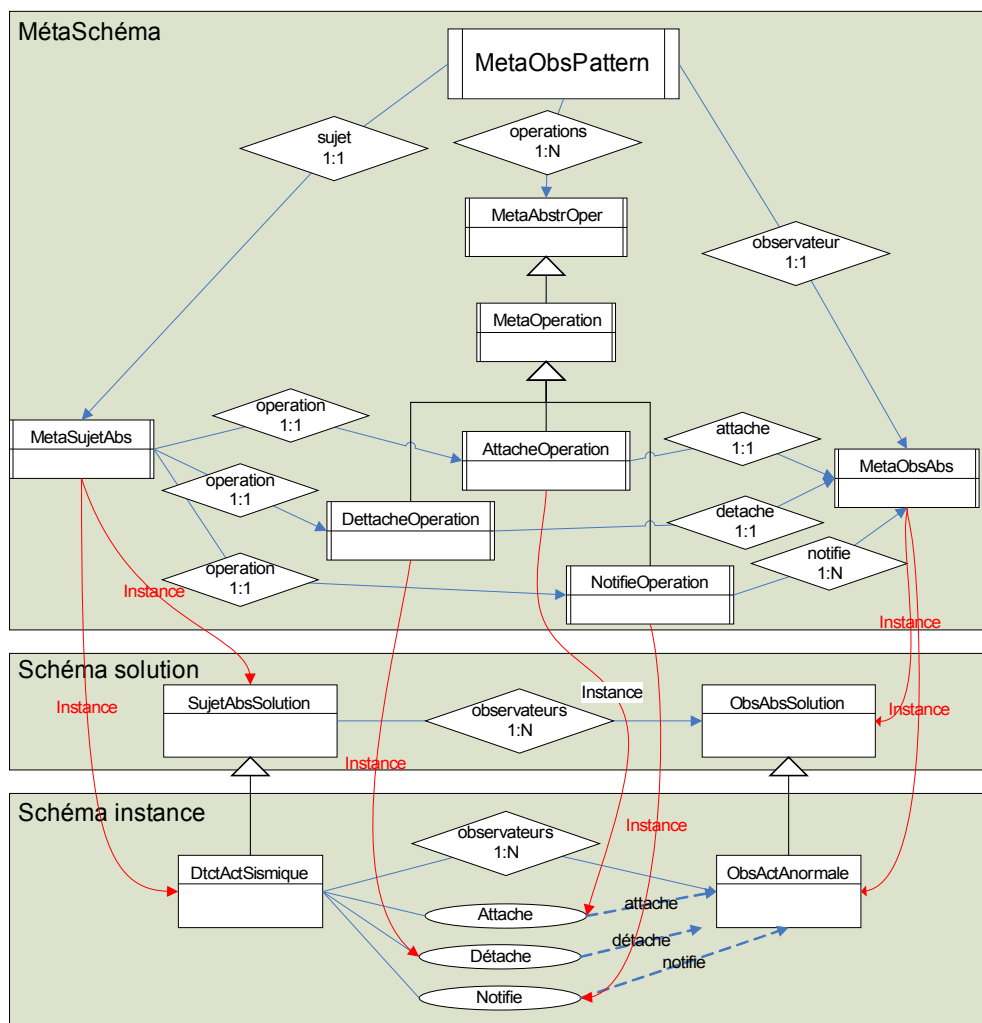 MétaSchéma
MetaObsPattern
sujet
1:1
operations
1:N
MetaAbstrOper
observateur
1:1
MetaOperation
operation
1:1
MetaSujetAbs
AttacheOperation
attache
1:1
MetaObsAbs
operation
1:1
DettacheOperation
detache
1:1
operation
1:1
NotifieOperation
notifie
1:N
Instance
Instance
Schéma solution
SujetAbsSolution
Instance
ObsAbsSolution
Instance
observateurs
1:N
Instance
Instance
Schéma instance
observateurs
1:N
Instance
DtctActSismique
ObsActAnormale
Attache
attache
Détache
détache
notifie
Notifie